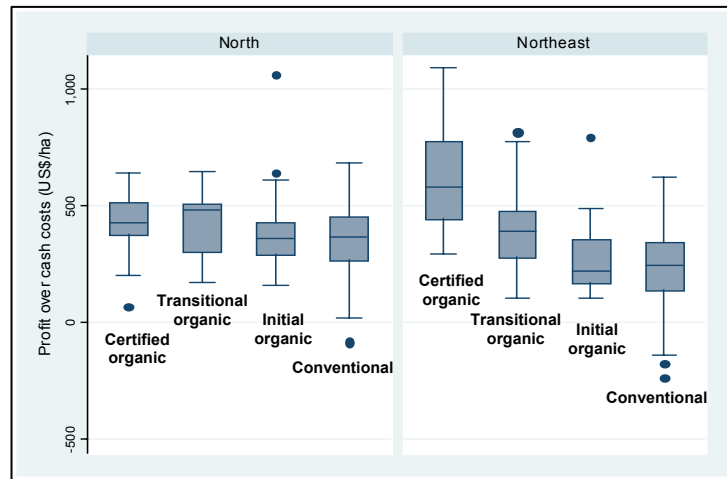 North
Northeast
Profit over cash costs (US$/ha)
1,000
500
0
-500
Certified
organic
Transitional
organic
Initial
organic
Conventional
Certified
organic
Transitional
organic
Initial
organic
Conventional